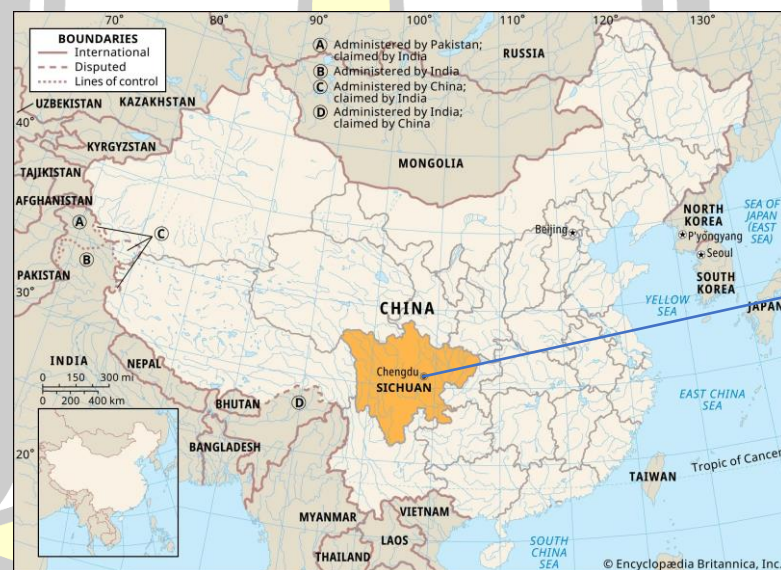 70°
80°
90°
100°
110°
120°
130°
BOUNDARIES
International
Disputed
Lines of control
A Administered by Pakistan;
claimed by India
B Administered by India
C Administered by China;
claimed by India
D Administered by India;
claimed by China
RUSSIA
UZBEKISTAN
KAZAKHSTAN
40°
KYRGYZSTAN
MONGOLIA
TAJIKISTAN
AFGHANISTAN
A
C
B
PAKISTAN
30°
Beijing
NORTH
KOREA
P'yŏngyang
Seoul
SOUTH
KOREA
SEA OF
JAPAN
(EAST
SEA)
YELLOW
SEA
JAPAN
CHINA
INDIA
NEPAL
Chengdu
SICHUAN
0 150 300 mi
0 200 400 km
BHUTAN
D
EAST CHINA
SEA
BANGLADESH
20°
Tropic of Cancer
TAIWAN
MYANMAR
VIETNAM
LAOS
THAILAND
SOUTH
CHINA
SEA
© Encyclopædia Britannica, Inc